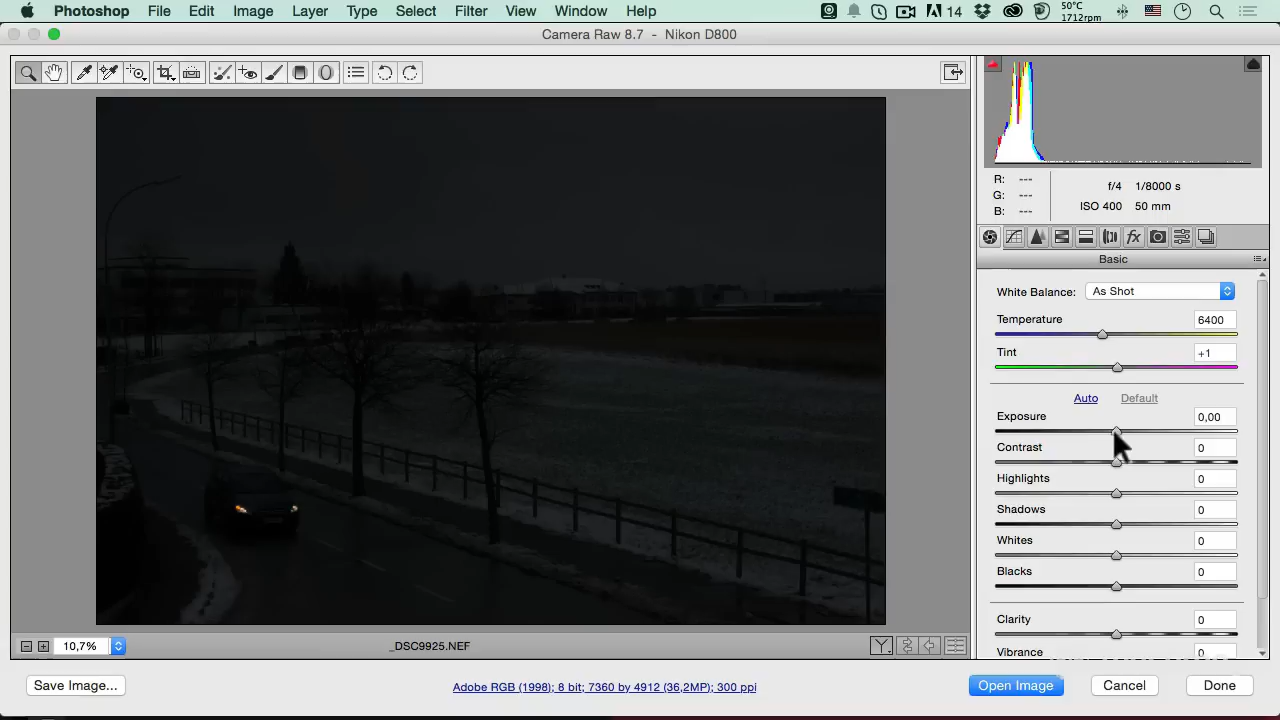 Photoshop File Edit Image Layer Type Select Filter View Window Help 14 50°C
1712rpm
Camera Raw 8.7 - Nikon D800
R: ---
G: ---
B: ---
f/4 1/8000 s
ISO 400 50 mm
fx
Basic
White Balance: As Shot
Temperature 6400
Tint +1
Auto Default
Exposure 0,00
Contrast 0
Highlights 0
Shadows 0
Whites 0
Blacks 0
Clarity 0
Vibrance 0
10,7% _DSC9925.NEF
Save Image... Adobe RGB (1998); 8 bit; 7360 by 4912 (36,2MP); 300 ppi Open Image Cancel Done